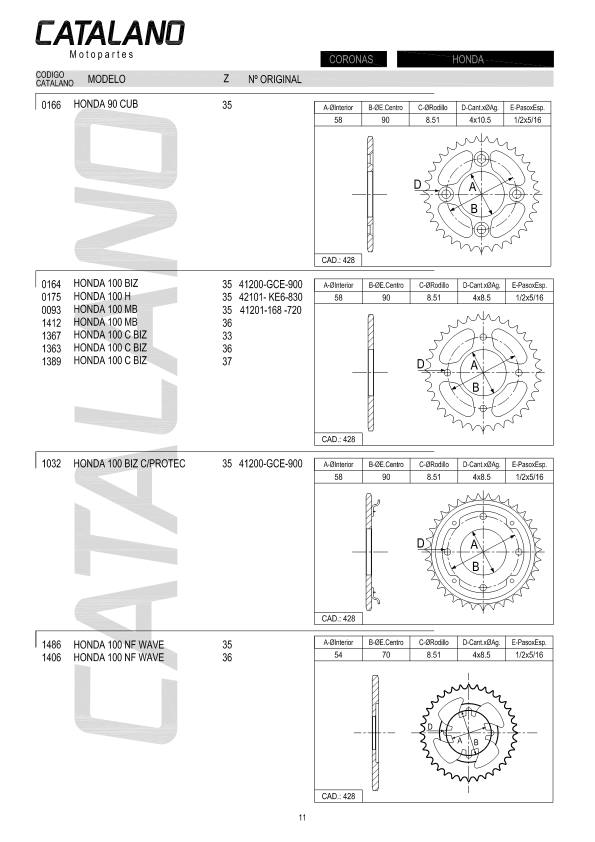 CATALANO
Motopartes
CORONAS HONDA
CODIGO CATALANO MODELO Z Nº ORIGINAL
0166 HONDA 90 CUB 35
A-ØInterior B-ØE.Centro C-ØRodillo D-Cant.xØAg. E-PasoxEsp.
58 90 8.51 4x10.5 1/2x5/16
D A B
CAD.: 428
0164 HONDA 100 BIZ 35 41200-GCE-900
0175 HONDA 100 H 35 42101- KE6-830
0093 HONDA 100 MB 35 41201-168 -720
1412 HONDA 100 MB 36
1367 HONDA 100 C BIZ 33
1363 HONDA 100 C BIZ 36
1389 HONDA 100 C BIZ 37
A-ØInterior B-ØE.Centro C-ØRodillo D-Cant.xØAg. E-PasoxEsp.
58 90 8.51 4x8.5 1/2x5/16
D A B
CAD.: 428
1032 HONDA 100 BIZ C/PROTEC 35 41200-GCE-900
A-ØInterior B-ØE.Centro C-ØRodillo D-Cant.xØAg. E-PasoxEsp.
58 90 8.51 4x8.5 1/2x5/16
D A B
CAD.: 428
1486 HONDA 100 NF WAVE 35
1406 HONDA 100 NF WAVE 36
A-ØInterior B-ØE.Centro C-ØRodillo D-Cant.xØAg. E-PasoxEsp.
54 70 8.51 4x8.5 1/2x5/16
D A B
CAD.: 428
CATALANO
11